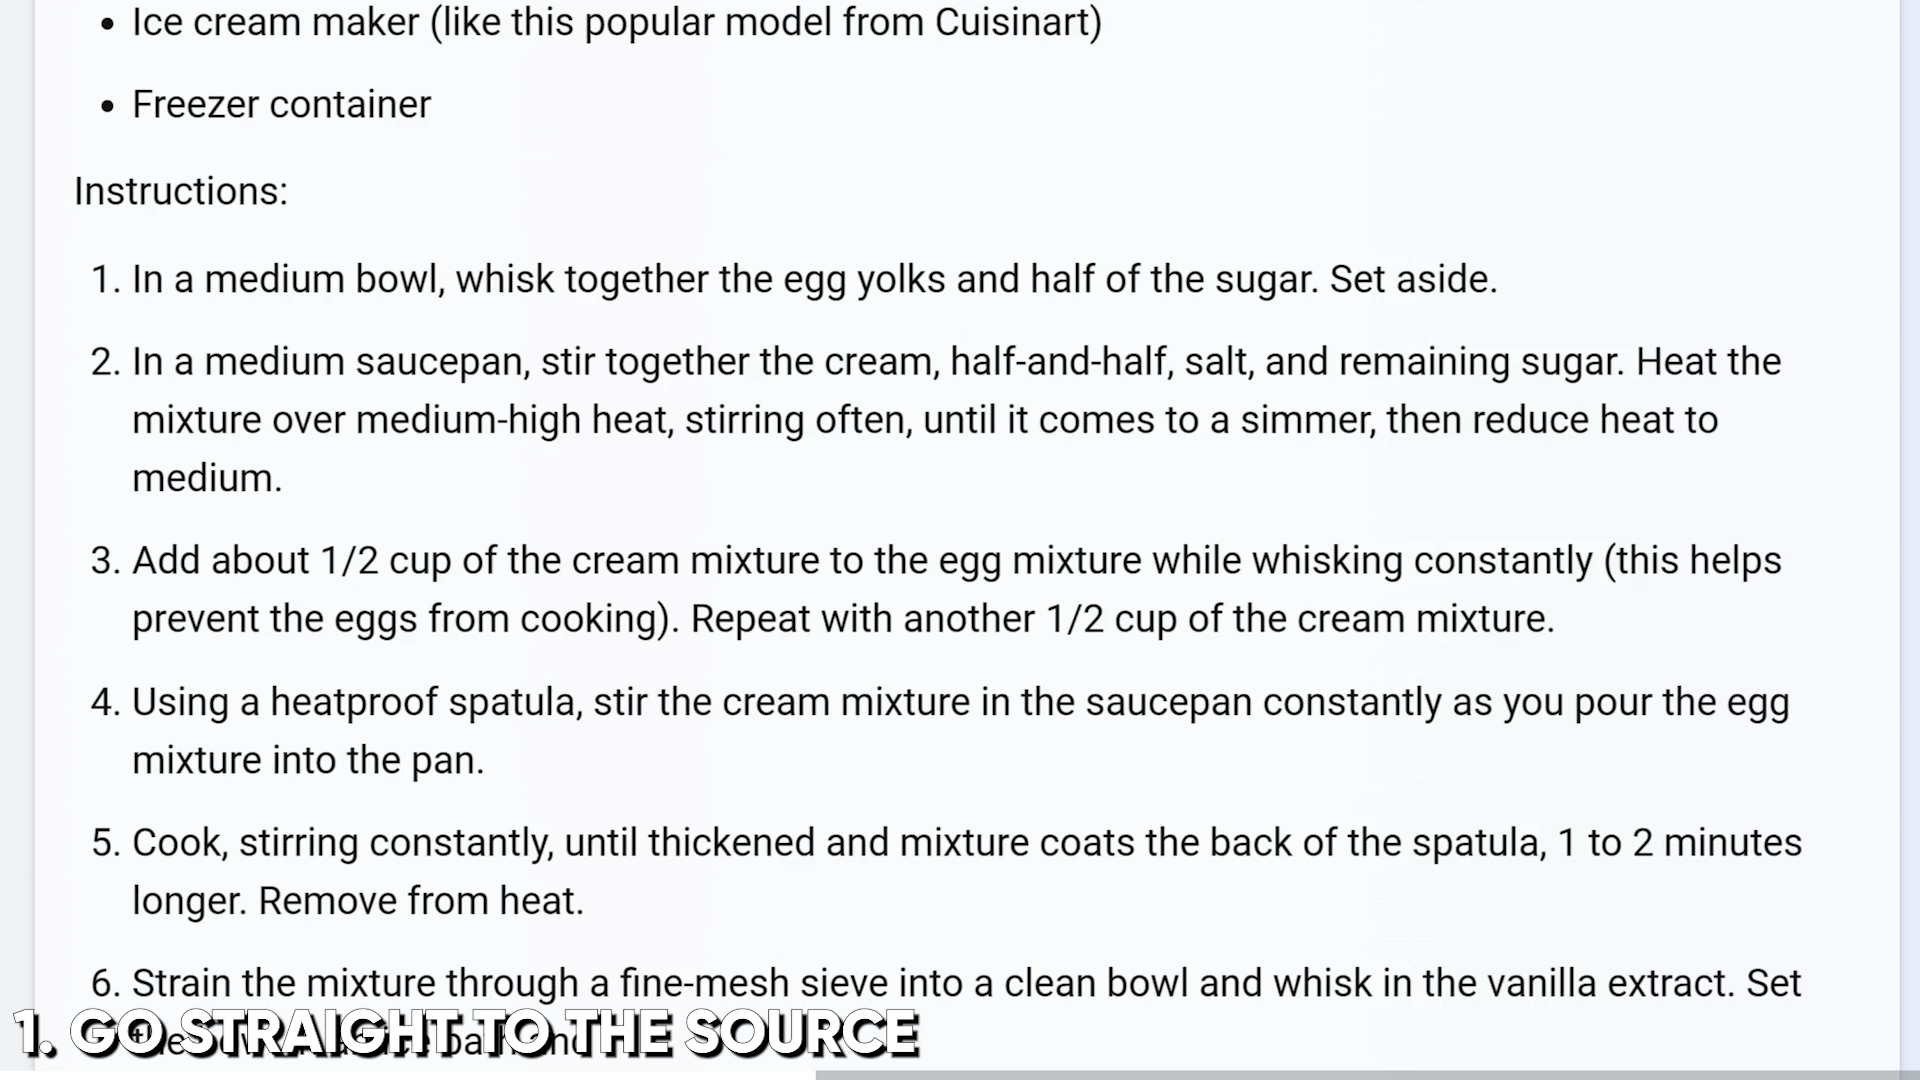 • Ice cream maker (like this popular model from Cuisinart)
• Freezer container
Instructions:
1. In a medium bowl, whisk together the egg yolks and half of the sugar. Set aside.
2. In a medium saucepan, stir together the cream, half-and-half, salt, and remaining sugar. Heat the
mixture over medium-high heat, stirring often, until it comes to a simmer, then reduce heat to
medium.
3. Add about 1/2 cup of the cream mixture to the egg mixture while whisking constantly (this helps
prevent the eggs from cooking). Repeat with another 1/2 cup of the cream mixture.
4. Using a heatproof spatula, stir the cream mixture in the saucepan constantly as you pour the egg
mixture into the pan.
5. Cook, stirring constantly, until thickened and mixture coats the back of the spatula, 1 to 2 minutes
longer. Remove from heat.
6. Strain the mixture through a fine-mesh sieve into a clean bowl and whisk in the vanilla extract. Set
1. GO STRAIGHT TO THE SOURCE